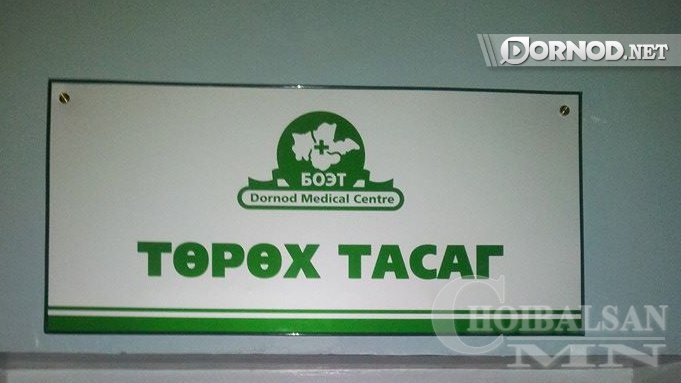 DORNOD.NET
БОЭТ
Dornod Medical Centre
ТӨРӨХ ТАСАГ
CHOIBALSAN
MN